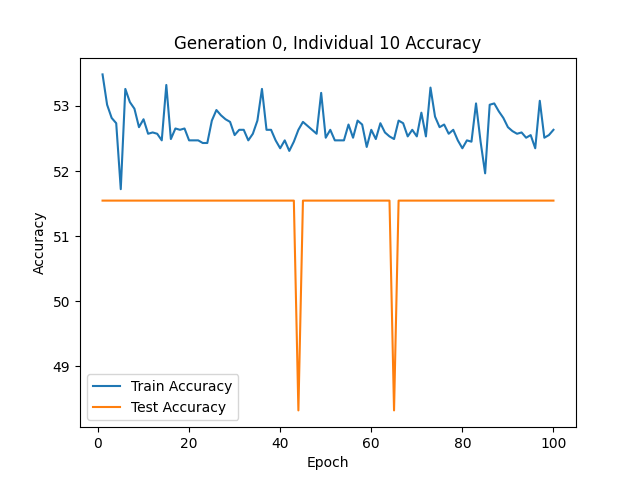 Generation 0, Individual 10 Accuracy
53
52
51
50
49
Accuracy
Train Accuracy
Test Accuracy
0 20 40 60 80 100
Epoch